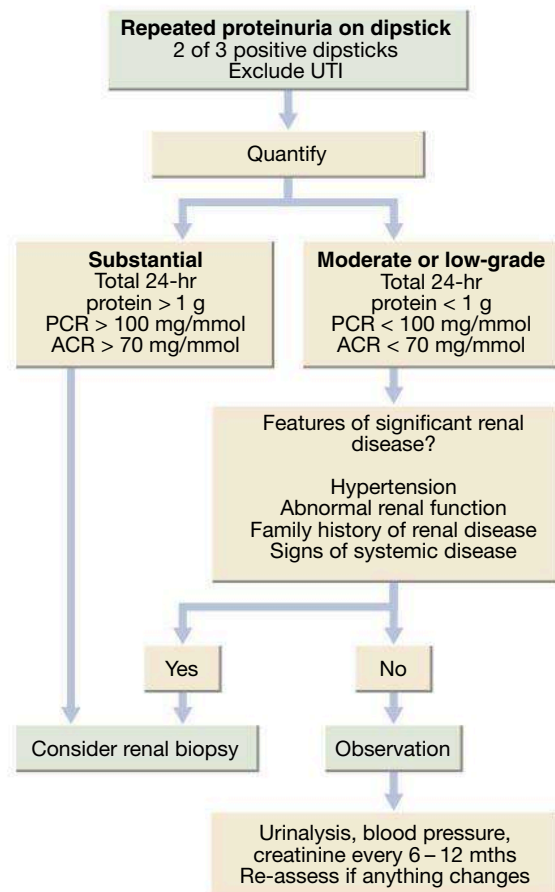 Repeated proteinuria on dipstick
2 of 3 positive dipsticks
Exclude UTI
Quantify
Substantial
Total 24-hr
protein > 1 g
PCR > 100 mg/mmol
ACR > 70 mg/mmol
Moderate or low-grade
Total 24-hr
protein < 1 g
PCR < 100 mg/mmol
ACR < 70 mg/mmol
Features of significant renal
disease?
Hypertension
Abnormal renal function
Family history of renal disease
Signs of systemic disease
Yes
No
Consider renal biopsy
Observation
Urinalysis, blood pressure,
creatinine every 6 – 12 mths
Re-assess if anything changes